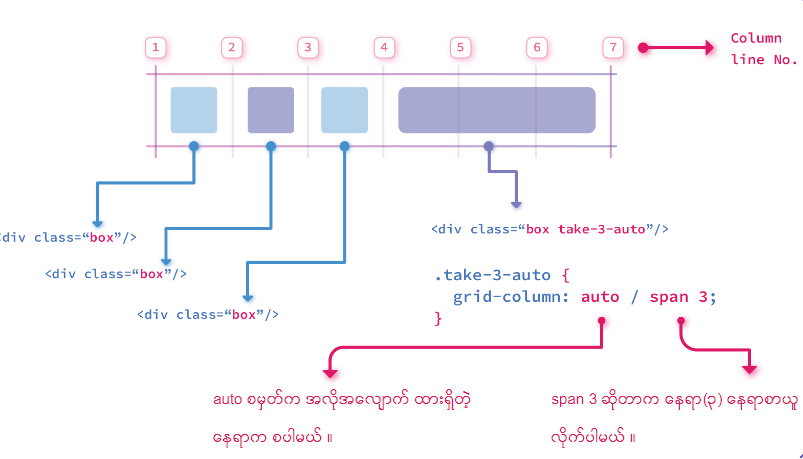 1 2 3 4 5 6 7
Column
line No.
<div class=“box”/>
<div class=“box”/>
<div class=“box”/>
<div class=“box take-3-auto”/>
.take-3-auto {
grid-column: auto / span 3;
}
auto စမှတ်က အလိုအလျောက် ထားရှိတဲ့
နေရာက စပါမယ် ။
span 3 ဆိုတာက နေရာ(၃) နေရာစာယူ
လိုက်ပါမယ် ။